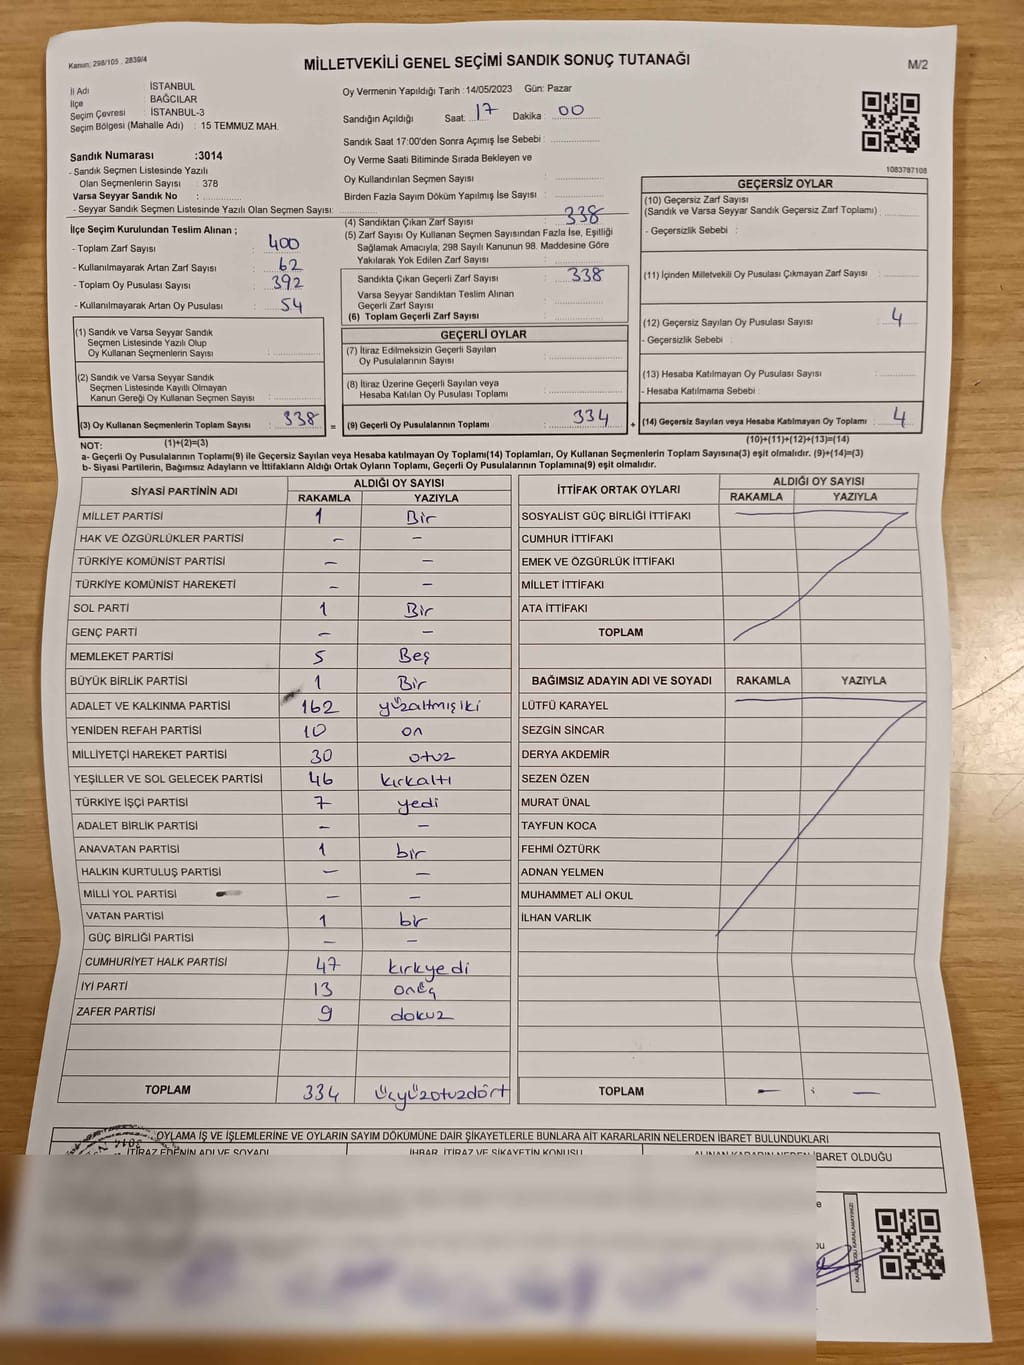 Kanun: 298/105 . 2839/4
MİLLETVEKİLİ GENEL SEÇİMİ SANDIK SONUÇ TUTANAĞI
M/2
İl Adı : İSTANBUL
İlçe : BAĞCILAR
Seçim Çevresi : İSTANBUL-3
Seçim Bölgesi (Mahalle Adı) : 15 TEMMUZ MAH.
Oy Vermenin Yapıldığı Tarih :14/05/2023 Gün: Pazar
Sandığın Açıldığı Saat: 17 Dakika : 00
Sandık Saat 17:00'den Sonra Açımış İse Sebebi :
Oy Verme Saati Bitiminde Sırada Bekleyen ve
Oy Kullandırılan Seçmen Sayısı :
Birden Fazla Sayım Döküm Yapılmış İse Sayısı :
1083787108
Sandık Numarası :3014
- Sandık Seçmen Listesinde Yazılı
Olan Seçmenlerin Sayısı : 378
Varsa Seyyar Sandık No :
- Seyyar Sandık Seçmen Listesinde Yazılı Olan Seçmen Sayısı:
İlçe Seçim Kurulundan Teslim Alınan ;
- Toplam Zarf Sayısı : 400
- Kullanılmayarak Artan Zarf Sayısı : 62
- Toplam Oy Pusulası Sayısı : 392
- Kullanılmayarak Artan Oy Pusulası : 54
(1) Sandık ve Varsa Seyyar Sandık
Seçmen Listesinde Yazılı Olup
Oy Kullanan Seçmenlerin Sayısı :
(2) Sandık ve Varsa Seyyar Sandık
Seçmen Listesinde Kayıtlı Olmayan
Kanun Gereği Oy Kullanan Seçmen Sayısı :
(3) Oy Kullanan Seçmenlerin Toplam Sayısı : 338 =
(1)+(2)=(3)
(4) Sandıktan Çıkan Zarf Sayısı : 338
(5) Zarf Sayısı Oy Kullanan Seçmen Sayısından Fazla İse, Eşitliği
Sağlamak Amacıyla; 298 Sayılı Kanunun 98. Maddesine Göre
Yakılarak Yok Edilen Zarf Sayısı :
Sandıkta Çıkan Geçerli Zarf Sayısı : 338
Varsa Seyyar Sandıktan Teslim Alınan
Geçerli Zarf Sayısı :
(6) Toplam Geçerli Zarf Sayısı :
GEÇERLİ OYLAR
(7) İtiraz Edilmeksizin Geçerli Sayılan
Oy Pusulalarının Sayısı :
(8) İtiraz Üzerine Geçerli Sayılan veya
Hesaba Katılan Oy Pusulası Toplamı :
(9) Geçerli Oy Pusulalarının Toplamı : 334 +
GEÇERSİZ OYLAR
(10) Geçersiz Zarf Sayısı
(Sandık ve Varsa Seyyar Sandık Geçersiz Zarf Toplamı) :
- Geçersizlik Sebebi :
(11) İçinden Milletvekili Oy Pusulası Çıkmayan Zarf Sayısı :
(12) Geçersiz Sayılan Oy Pusulası Sayısı : 4
- Geçersizlik Sebebi :
(13) Hesaba Katılmayan Oy Pusulası Sayısı :
- Hesaba Katılmama Sebebi :
(14) Geçersiz Sayılan veya Hesaba Katılmayan Oy Toplamı : 4
(10)+(11)+(12)+(13)=(14)
NOT:
a- Geçerli Oy Pusulalarının Toplamı(9) ile Geçersiz Sayılan veya Hesaba katılmayan Oy Toplamı(14) Toplamları, Oy Kullanan Seçmenlerin Toplam Sayısına(3) eşit olmalıdır. (9)+(14)=(3)
b- Siyasi Partilerin, Bağımsız Adayların ve İttifakların Aldığı Ortak Oyların Toplamı, Geçerli Oy Pusulalarının Toplamına(9) eşit olmalıdır.
SİYASİ PARTİNİN ADI ALDIĞI OY SAYISI
RAKAMLA YAZIYLA
MİLLET PARTİSİ 1 Bir
HAK VE ÖZGÜRLÜKLER PARTİSİ – –
TÜRKİYE KOMÜNİST PARTİSİ – –
TÜRKİYE KOMÜNİST HAREKETİ – –
SOL PARTİ 1 Bir
GENÇ PARTİ – –
MEMLEKET PARTİSİ 5 Beş
BÜYÜK BİRLİK PARTİSİ 1 Bir
ADALET VE KALKINMA PARTİSİ 162 yüzaltmışiki
YENİDEN REFAH PARTİSİ 10 on
MİLLİYETÇİ HAREKET PARTİSİ 30 otuz
YEŞİLLER VE SOL GELECEK PARTİSİ 46 kırkaltı
TÜRKİYE İŞÇİ PARTİSİ 7 yedi
ADALET BİRLİK PARTİSİ – –
ANAVATAN PARTİSİ 1 bir
HALKIN KURTULUŞ PARTİSİ – –
MİLLİ YOL PARTİSİ – –
VATAN PARTİSİ 1 bir
GÜÇ BİRLİĞİ PARTİSİ – –
CUMHURİYET HALK PARTİSİ 47 kırkyedi
İYİ PARTİ 13 onüç
ZAFER PARTİSİ 9 dokuz
TOPLAM 334 üçyüzotuzdört
İTTİFAK ORTAK OYLARI ALDIĞI OY SAYISI
RAKAMLA YAZIYLA
SOSYALİST GÜÇ BİRLİĞİ İTTİFAKI
CUMHUR İTTİFAKI
EMEK VE ÖZGÜRLÜK İTTİFAKI
MİLLET İTTİFAKI
ATA İTTİFAKI
TOPLAM
BAĞIMSIZ ADAYIN ADI VE SOYADI RAKAMLA YAZIYLA
LÜTFÜ KARAYEL
SEZGİN SİNCAR
DERYA AKDEMİR
SEZEN ÖZEN
MURAT ÜNAL
TAYFUN KOCA
FEHMİ ÖZTÜRK
ADNAN YELMEN
MUHAMMET ALİ OKUL
İLHAN VARLIK
TOPLAM – –
OYLAMA İŞ VE İŞLEMLERİNE VE OYLARIN SAYIM DÖKÜMÜNE DAİR ŞİKAYETLERLE BUNLARA AİT KARARLARIN NELERDEN İBARET BULUNDUKLARI
İTİRAZ EDENİN ADI VE SOYADI İHBAR, İTİRAZ VE ŞİKAYETİN KONUSU ALINAN KARARIN NEDEN İBARET OLDUĞU